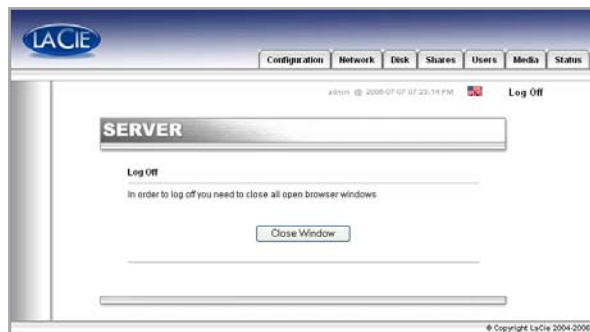 LACIE
Configuration Network Disk Shares Users Media Status
admin @ 2006-07-07 07:23:14 PM Log Off
SERVER
Log Off
In order to log off you need to close all open browser windows
Close Window
© Copyright LaCie 2004-2006